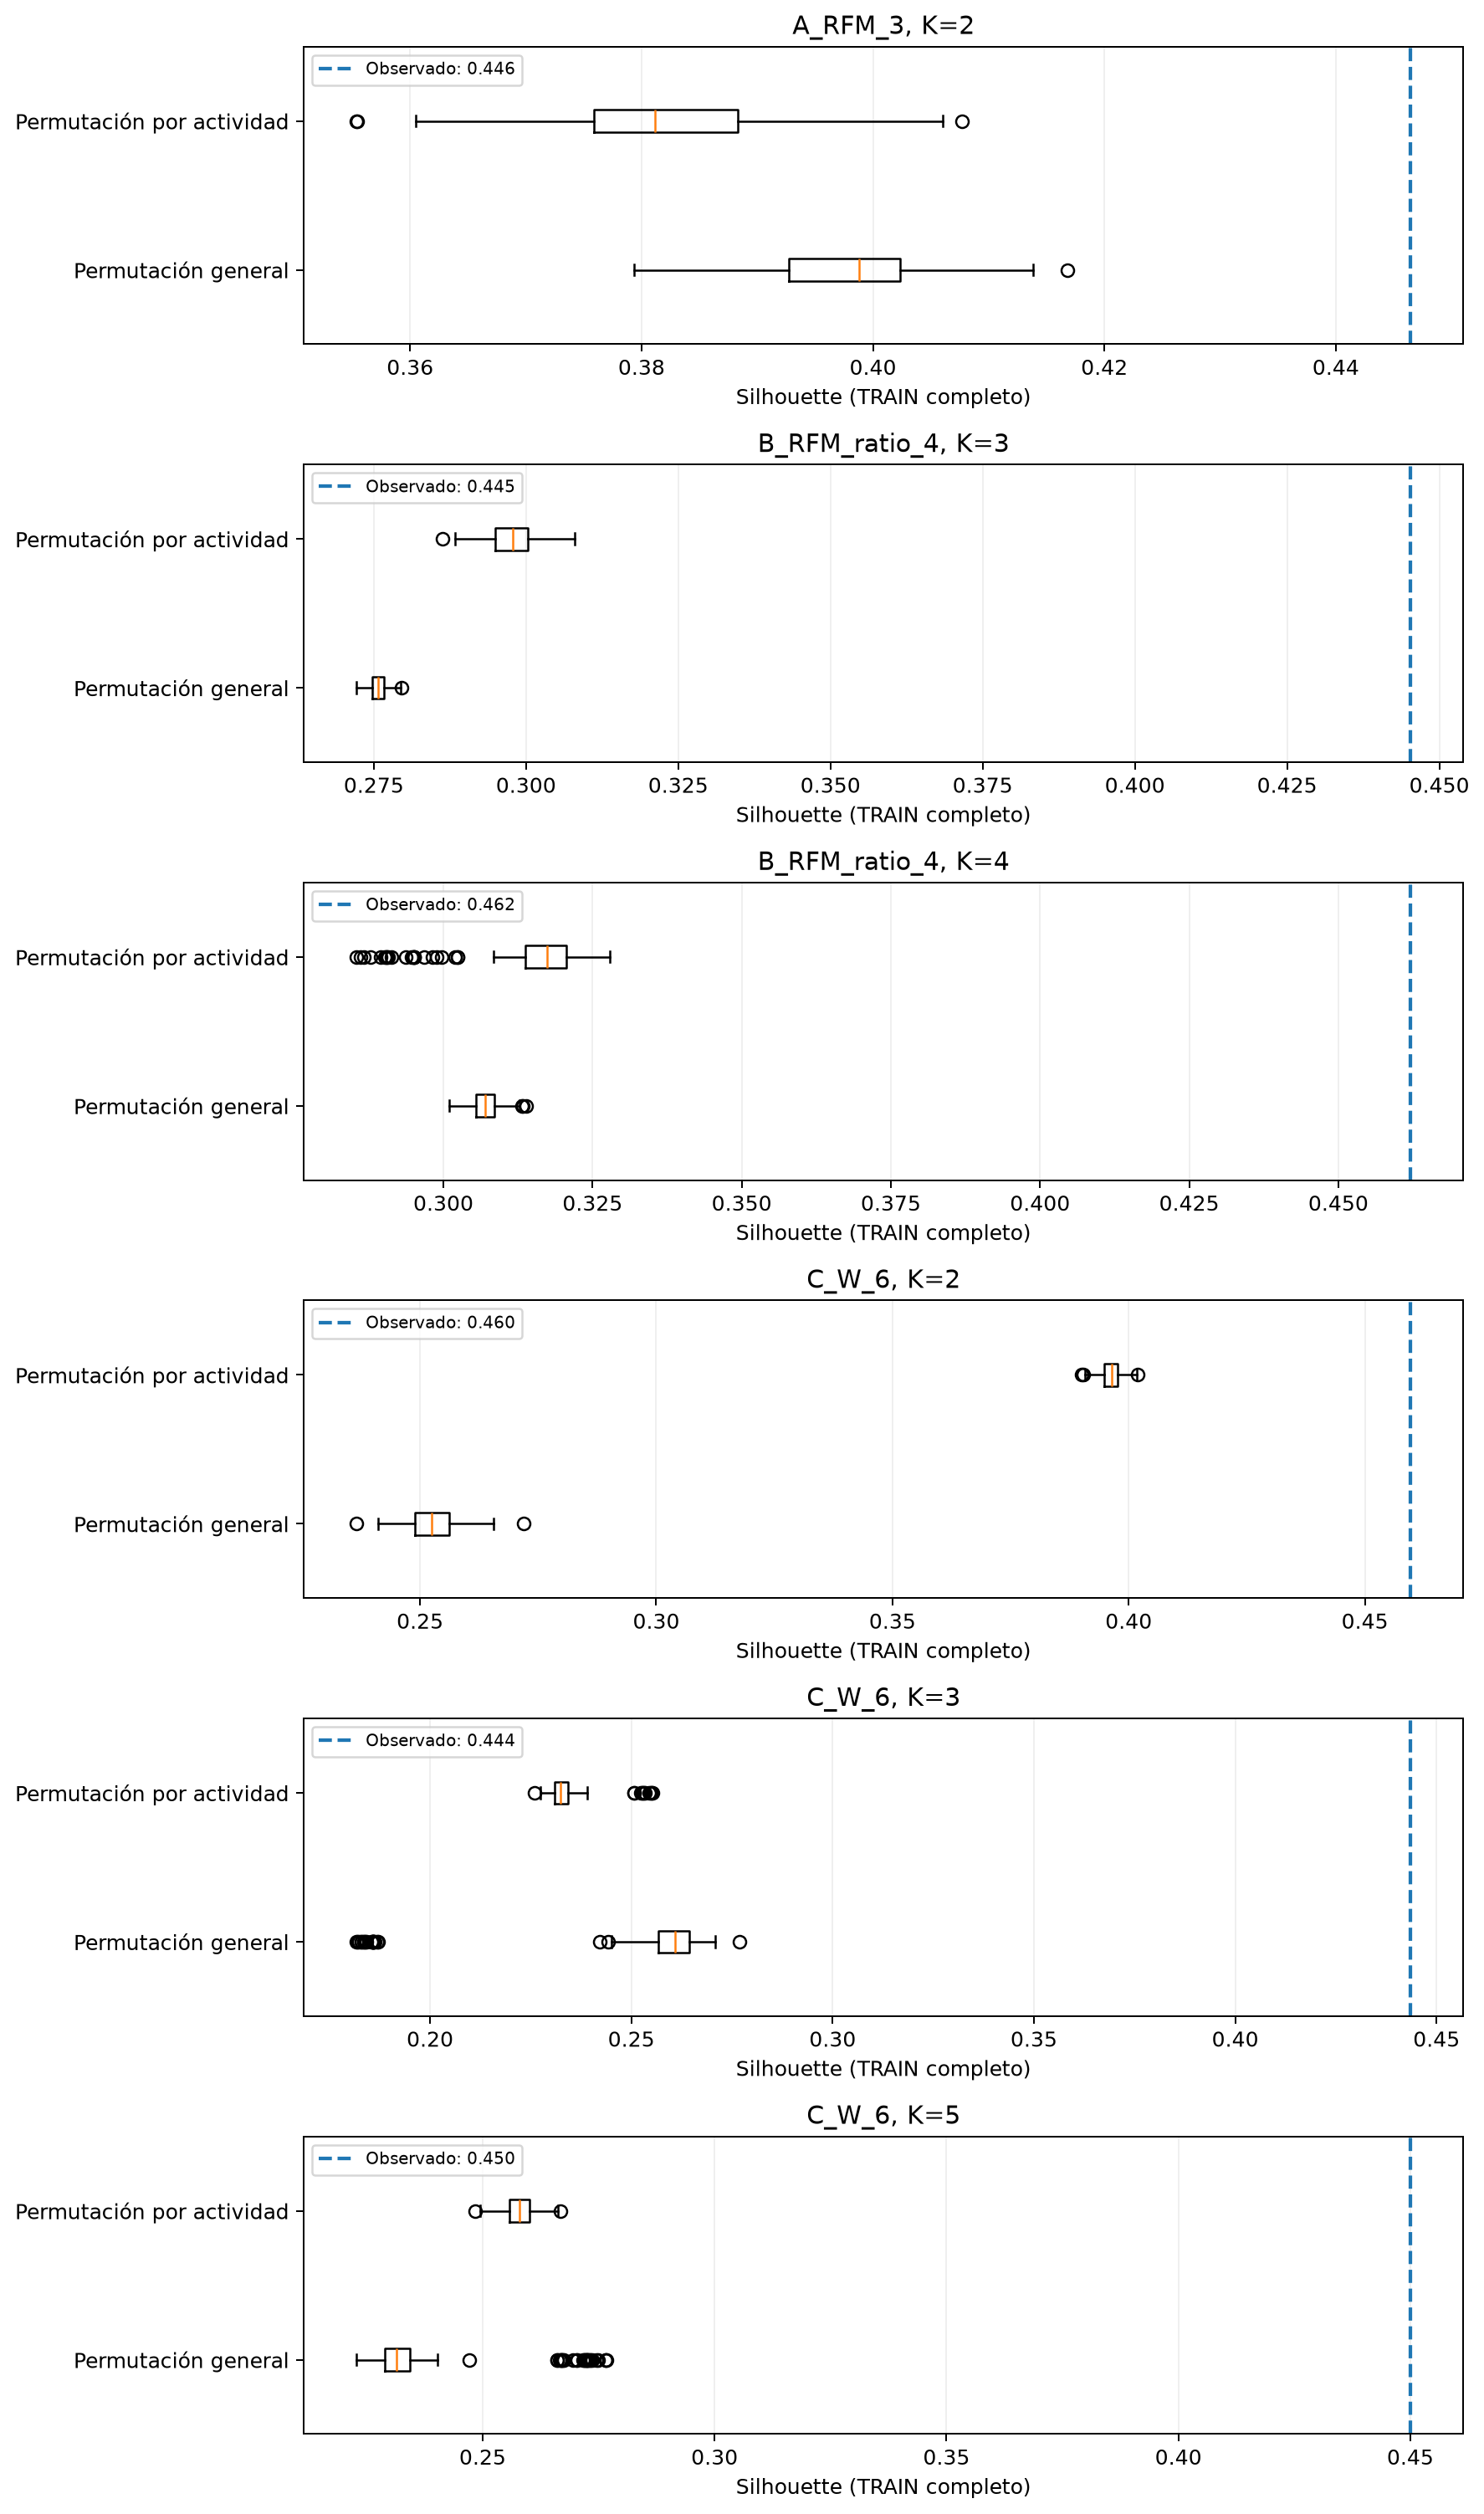 A_RFM_3, K=2
Observado: 0.446
Permutación por actividad
Permutación general
0.36 0.38 0.40 0.42 0.44
Silhouette (TRAIN completo)
B_RFM_ratio_4, K=3
Observado: 0.445
Permutación por actividad
Permutación general
0.275 0.300 0.325 0.350 0.375 0.400 0.425 0.450
Silhouette (TRAIN completo)
B_RFM_ratio_4, K=4
Observado: 0.462
Permutación por actividad
Permutación general
0.300 0.325 0.350 0.375 0.400 0.425 0.450
Silhouette (TRAIN completo)
C_W_6, K=2
Observado: 0.460
Permutación por actividad
Permutación general
0.25 0.30 0.35 0.40 0.45
Silhouette (TRAIN completo)
C_W_6, K=3
Observado: 0.444
Permutación por actividad
Permutación general
0.20 0.25 0.30 0.35 0.40 0.45
Silhouette (TRAIN completo)
C_W_6, K=5
Observado: 0.450
Permutación por actividad
Permutación general
0.25 0.30 0.35 0.40 0.45
Silhouette (TRAIN completo)